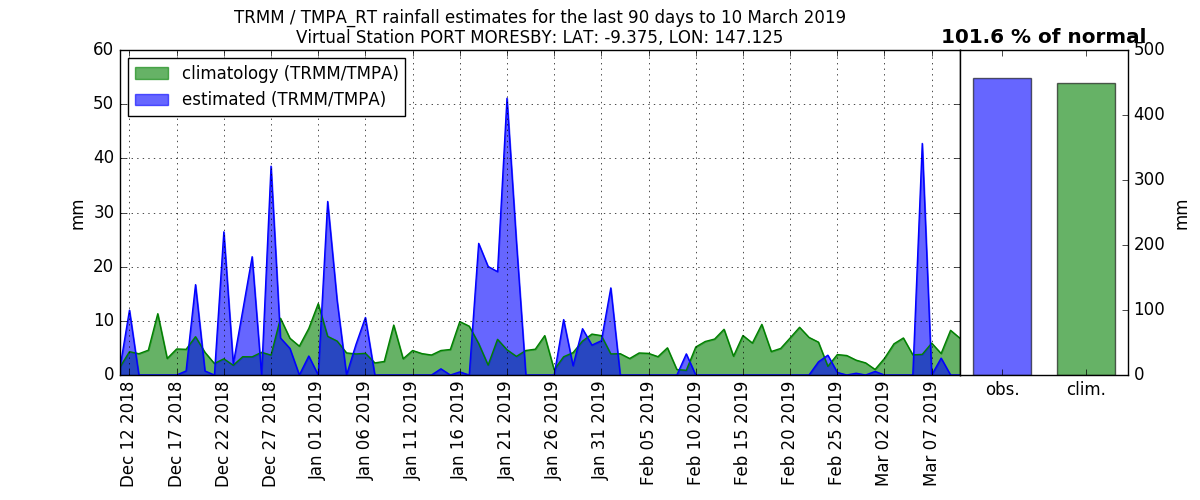 TRMM / TMPA_RT rainfall estimates for the last 90 days to 10 March 2019
Virtual Station PORT MORESBY: LAT: -9.375, LON: 147.125
101.6 % of normal
climatology (TRMM/TMPA)
estimated (TRMM/TMPA)
60
50
40
30
20
10
0
mm
Dec 12 2018
Dec 17 2018
Dec 22 2018
Dec 27 2018
Jan 01 2019
Jan 06 2019
Jan 11 2019
Jan 16 2019
Jan 21 2019
Jan 26 2019
Jan 31 2019
Feb 05 2019
Feb 10 2019
Feb 15 2019
Feb 20 2019
Feb 25 2019
Mar 02 2019
Mar 07 2019
obs.
clim.
500
400
300
200
100
0
mm